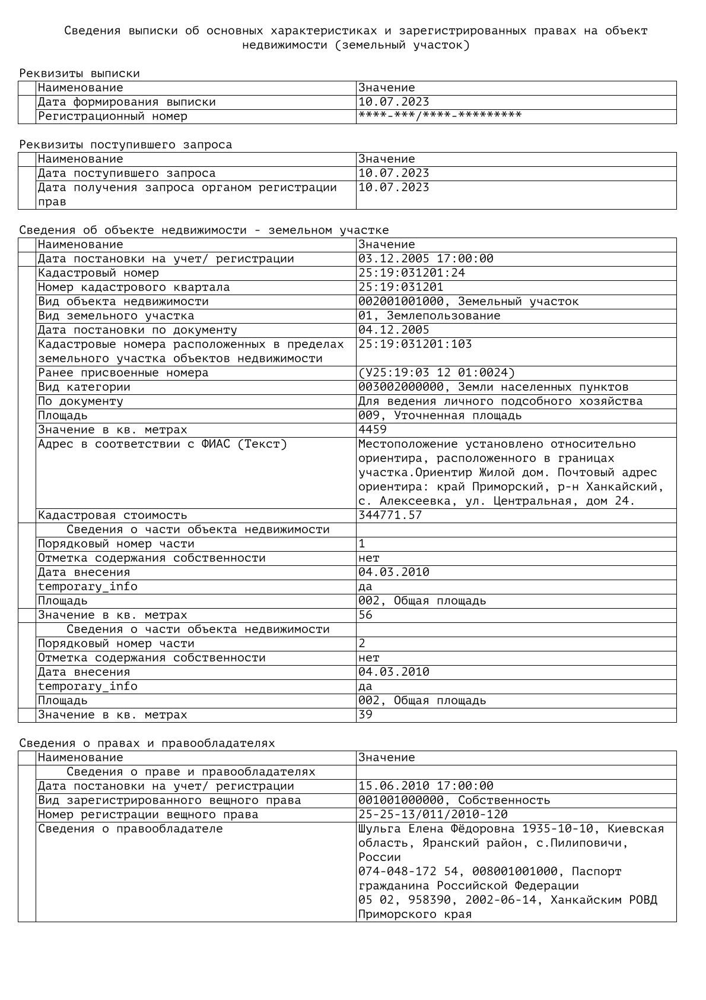 Сведения выписки об основных характеристиках и зарегистрированных правах на объект
недвижимости (земельный участок)
Реквизиты выписки
Наименование Значение
Дата формирования выписки 10.07.2023
Регистрационный номер ****-***/****-*********
Реквизиты поступившего запроса
Наименование Значение
Дата поступившего запроса 10.07.2023
Дата получения запроса органом регистрации 10.07.2023
прав
Сведения об объекте недвижимости - земельном участке
Наименование Значение
Дата постановки на учет/ регистрации 03.12.2005 17:00:00
Кадастровый номер 25:19:031201:24
Номер кадастрового квартала 25:19:031201
Вид объекта недвижимости 002001001000, Земельный участок
Вид земельного участка 01, Землепользование
Дата постановки по документу 04.12.2005
Кадастровые номера расположенных в пределах 25:19:031201:103
земельного участка объектов недвижимости
Ранее присвоенные номера (У25:19:03 12 01:0024)
Вид категории 003002000000, Земли населенных пунктов
По документу Для ведения личного подсобного хозяйства
Площадь 009, Уточненная площадь
Значение в кв. метрах 4459
Адрес в соответствии с ФИАС (Текст) Местоположение установлено относительно
ориентира, расположенного в границах
участка.Ориентир Жилой дом. Почтовый адрес
ориентира: край Приморский, р-н Ханкайский,
с. Алексеевка, ул. Центральная, дом 24.
Кадастровая стоимость 344771.57
Сведения о части объекта недвижимости
Порядковый номер части 1
Отметка содержания собственности нет
Дата внесения 04.03.2010
temporary_info да
Площадь 002, Общая площадь
Значение в кв. метрах 56
Сведения о части объекта недвижимости
Порядковый номер части 2
Отметка содержания собственности нет
Дата внесения 04.03.2010
temporary_info да
Площадь 002, Общая площадь
Значение в кв. метрах 39
Сведения о правах и правообладателях
Наименование Значение
Сведения о праве и правообладателях
Дата постановки на учет/ регистрации 15.06.2010 17:00:00
Вид зарегистрированного вещного права 001001000000, Собственность
Номер регистрации вещного права 25-25-13/011/2010-120
Сведения о правообладателе Шульга Елена Фёдоровна 1935-10-10, Киевская
область, Яранский район, с.Пилиповичи,
России
074-048-172 54, 008001001000, Паспорт
гражданина Российской Федерации
05 02, 958390, 2002-06-14, Ханкайским РОВД
Приморского края